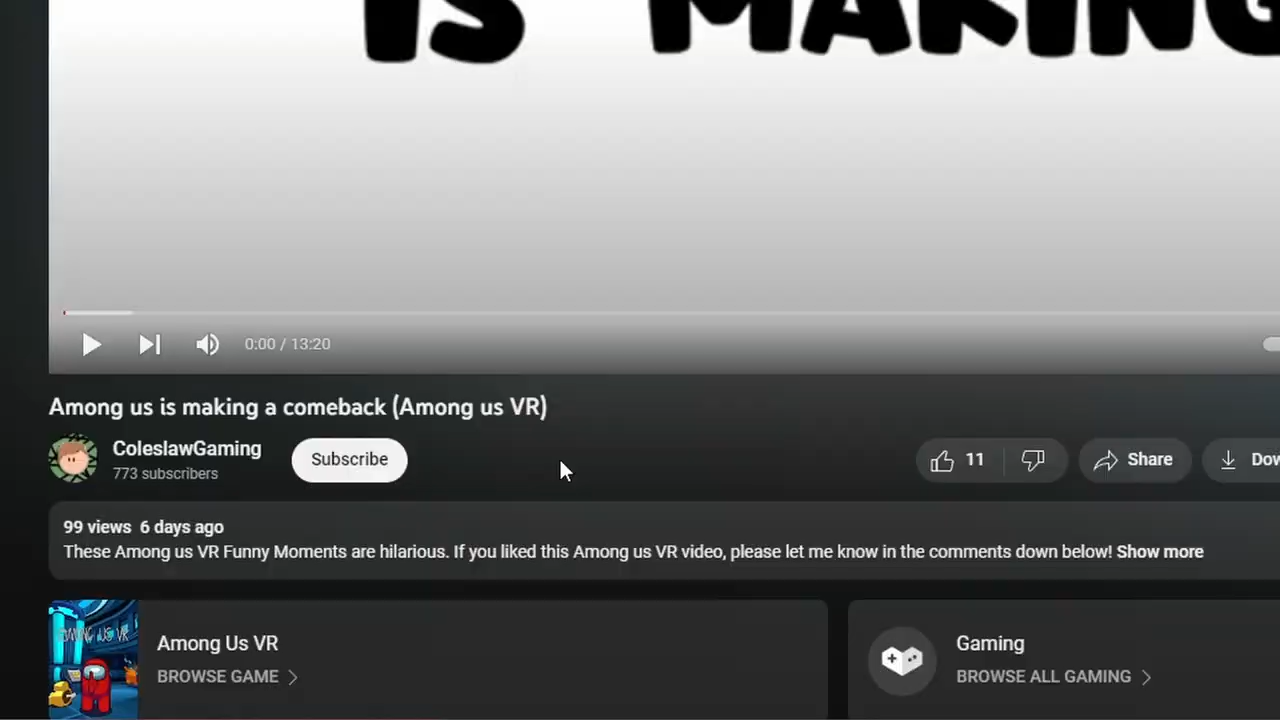 IS MAKING
0:00 / 13:20
Among us is making a comeback (Among us VR)
ColeslawGaming
773 subscribers
Subscribe
11
Share
99 views 6 days ago
These Among us VR Funny Moments are hilarious. If you liked this Among us VR video, please let me know in the comments down below! Show more
AMONG US VR
Among Us VR
BROWSE GAME
Gaming
BROWSE ALL GAMING